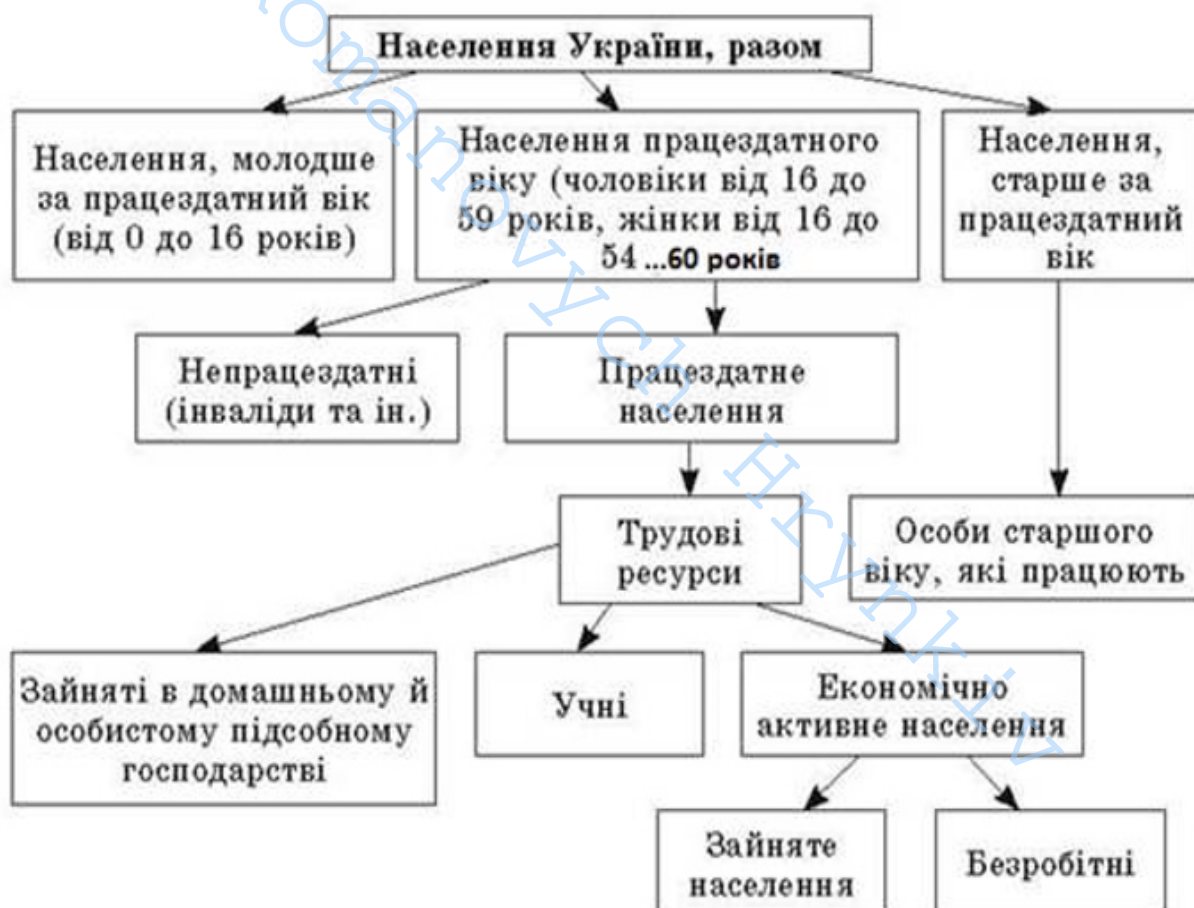 Населення України, разом
Населення, молодше
за працездатний вік
(від 0 до 16 років)
Населення працездатного
віку (чоловіки від 16 до
59 років, жінки від 16 до
54 ...60 років
Населення,
старше за
працездатний
вік
Непрацездатні
(інваліди та ін.)
Працездатне
населення
Трудові
ресурси
Особи старшого
віку, які працюють
Зайняті в домашньому й
особистому підсобному
господарстві
Учні
Економічно
активне населення
Зайняте
населення
Безробітні
omanovych Hrynkiv